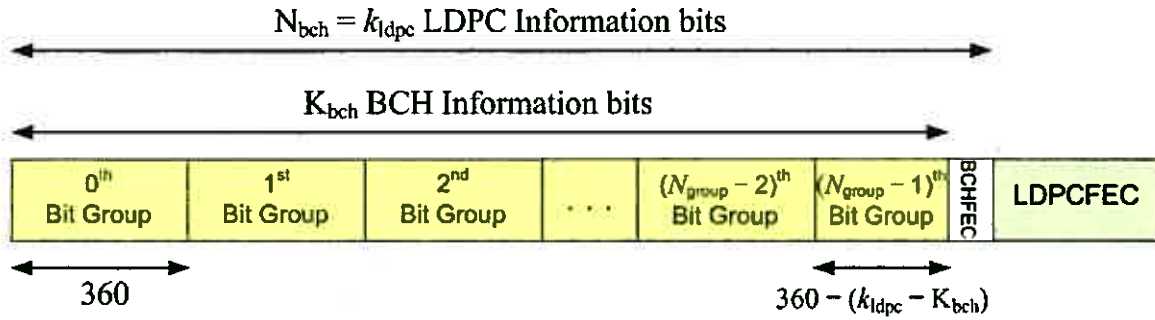 N_bch = k_ldpc LDPC Information bits
K_bch BCH Information bits
0th
Bit Group
1st
Bit Group
2nd
Bit Group
. . .
(N_group − 2)th
Bit Group
(N_group − 1)th
Bit Group
BCHFEC
LDPCFEC
360
360 − (k_ldpc − K_bch)